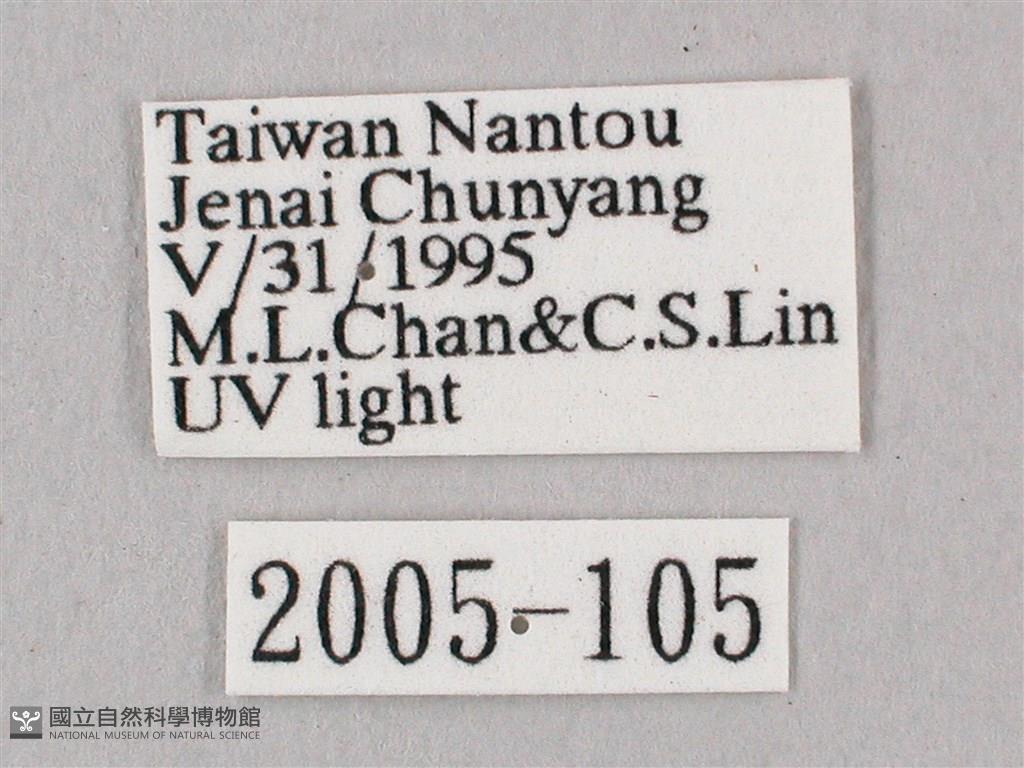 Taiwan Nantou
Jenai Chunyang
V/31/1995
M.L.Chan&C.S.Lin
UV light
2005-105
國立自然科學博物館
NATIONAL MUSEUM OF NATURAL SCIENCE